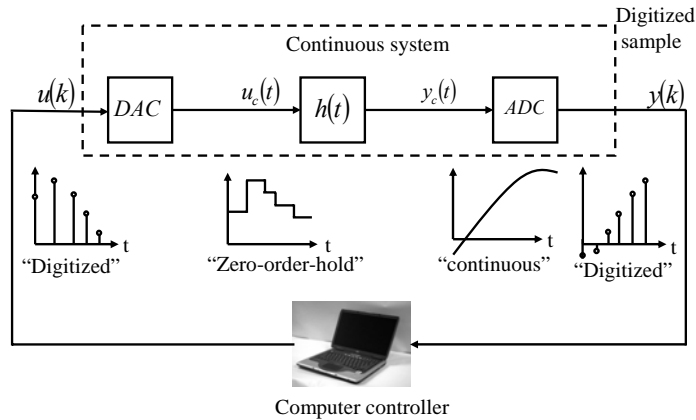 Digitized
sample
Continuous system
u(k)
DAC
u_c(t)
h(t)
y_c(t)
ADC
y(k)
t
t
t
t
“Digitized”
“Zero-order-hold”
“continuous”
“Digitized”
Computer controller